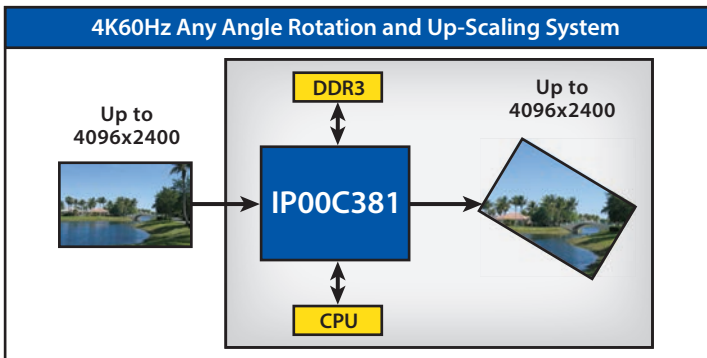 4K60Hz Any Angle Rotation and Up-Scaling System
DDR3
Up to
4096x2400
Up to
4096x2400
IP00C381
CPU